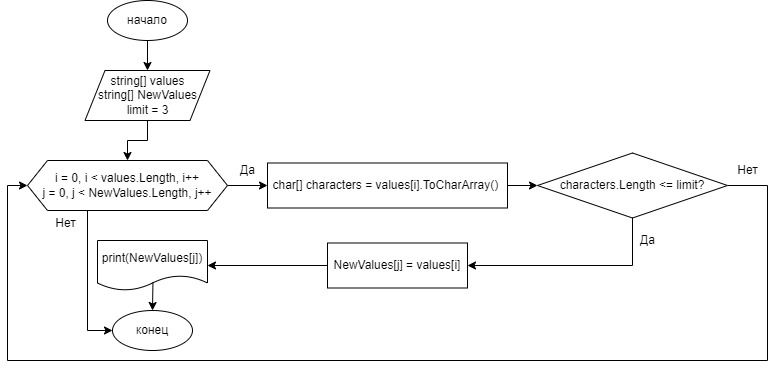 начало
string[] values
string[] NewValues
limit = 3
i = 0, i < values.Length, i++
j = 0, j < NewValues.Length, j++
Да
char[] characters = values[i].ToCharArray()
characters.Length <= limit?
Нет
Нет
Да
print(NewValues[j])
NewValues[j] = values[i]
конец